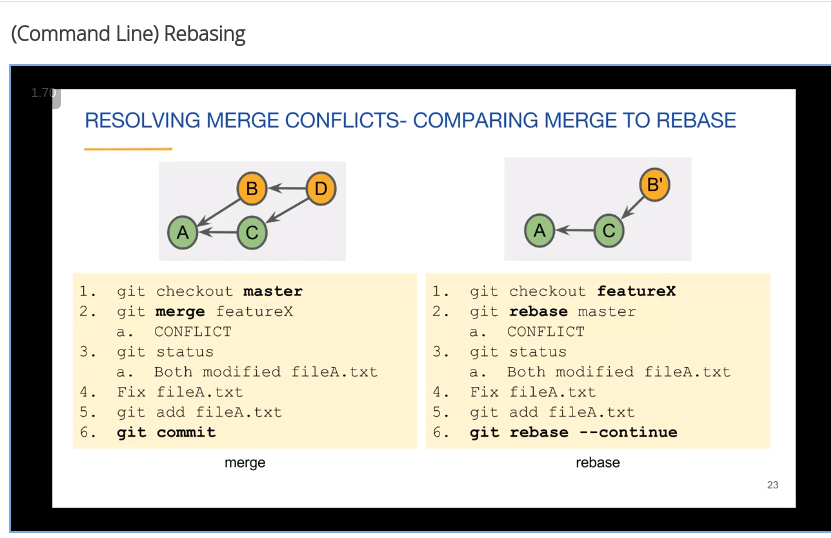 (Command Line) Rebasing
1.70
RESOLVING MERGE CONFLICTS- COMPARING MERGE TO REBASE
B D
A C
B'
A C
1. git checkout master
2. git merge featureX
a. CONFLICT
3. git status
a. Both modified fileA.txt
4. Fix fileA.txt
5. git add fileA.txt
6. git commit
merge
1. git checkout featureX
2. git rebase master
a. CONFLICT
3. git status
a. Both modified fileA.txt
4. Fix fileA.txt
5. git add fileA.txt
6. git rebase --continue
rebase
23